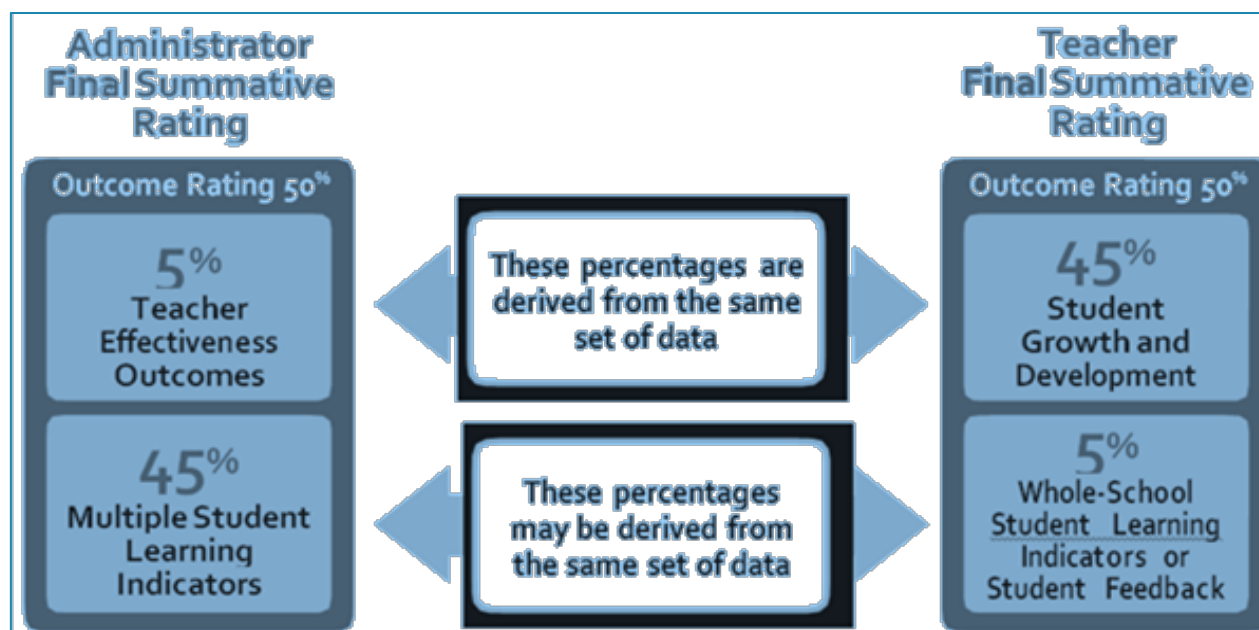 Administrator
Final Summative
Rating
Outcome Rating 50%
5%
Teacher
Effectiveness
Outcomes
45%
Multiple Student
Learning
Indicators
These percentages are
derived from the same
set of data
These percentages
may be derived from
the same set of data
Teacher
Final Summative
Rating
Outcome Rating 50%
45%
Student
Growth and
Development
5%
Whole-School
Student Learning
Indicators or
Student Feedback